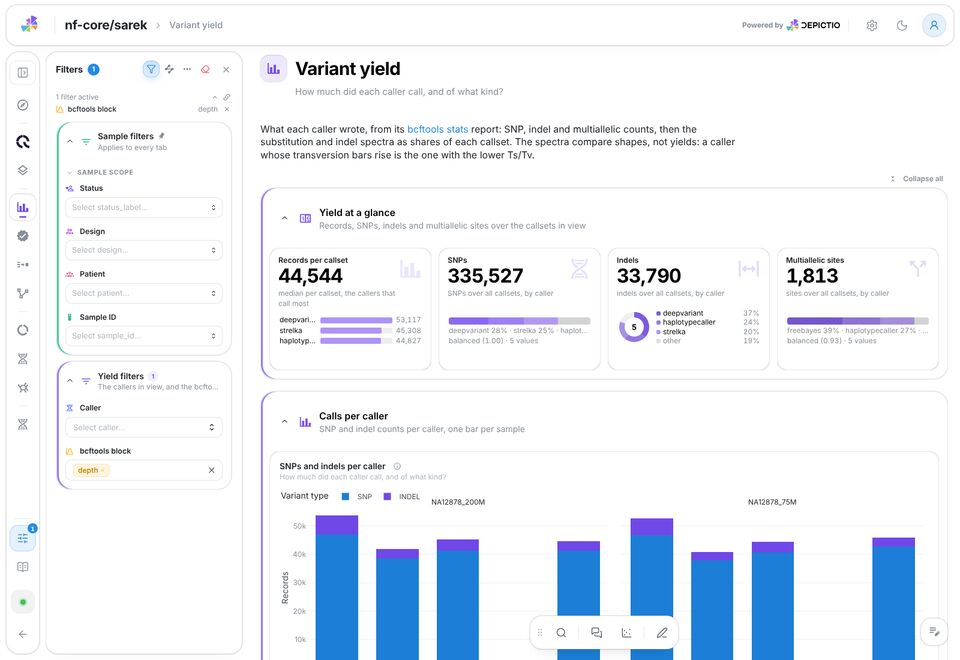 nf-core/sarek
Variant yield
Powered by DEPICTIO
Filters 1
1 filter active
bcftools block depth
Sample filters
Applies to every tab
SAMPLE SCOPE
Status
Select status_label...
Design
Select design...
Patient
Select patient...
Sample ID
Select sample_id...
Yield filters 1
The callers in view, and the bcfto...
Caller
Select caller...
bcftools block
depth
1
Variant yield
How much did each caller call, and of what kind?
What each caller wrote, from its bcftools stats report: SNP, indel and multiallelic counts, then the
substitution and indel spectra as shares of each callset. The spectra compare shapes, not yields: a caller
whose transversion bars rise is the one with the lower Ts/Tv.
Collapse all
Yield at a glance
Records, SNPs, indels and multiallelic sites over the callsets in view
Records per callset
44,544
median per callset, the callers that
call most
deepvari... 53,117
strelka 45,308
haplotyp... 44,827
SNPs
335,527
SNPs over all callsets, by caller
deepvariant 28% · strelka 25% · haplot...
balanced (1.00) · 5 values
Indels
33,790
indels over all callsets, by caller
5
deepvariant 37%
haplotypecaller 24%
strelka 20%
other 19%
Multiallelic sites
1,813
sites over all callsets, by caller
freebayes 39% · haplotypecaller 27% · ...
balanced (0.93) · 5 values
Calls per caller
SNP and indel counts per caller, one bar per sample
SNPs and indels per caller
How much did each caller call, and of what kind?
Variant type SNP INDEL
NA12878_200M
NA12878_75M
50k
40k
30k
20k
10k
Records